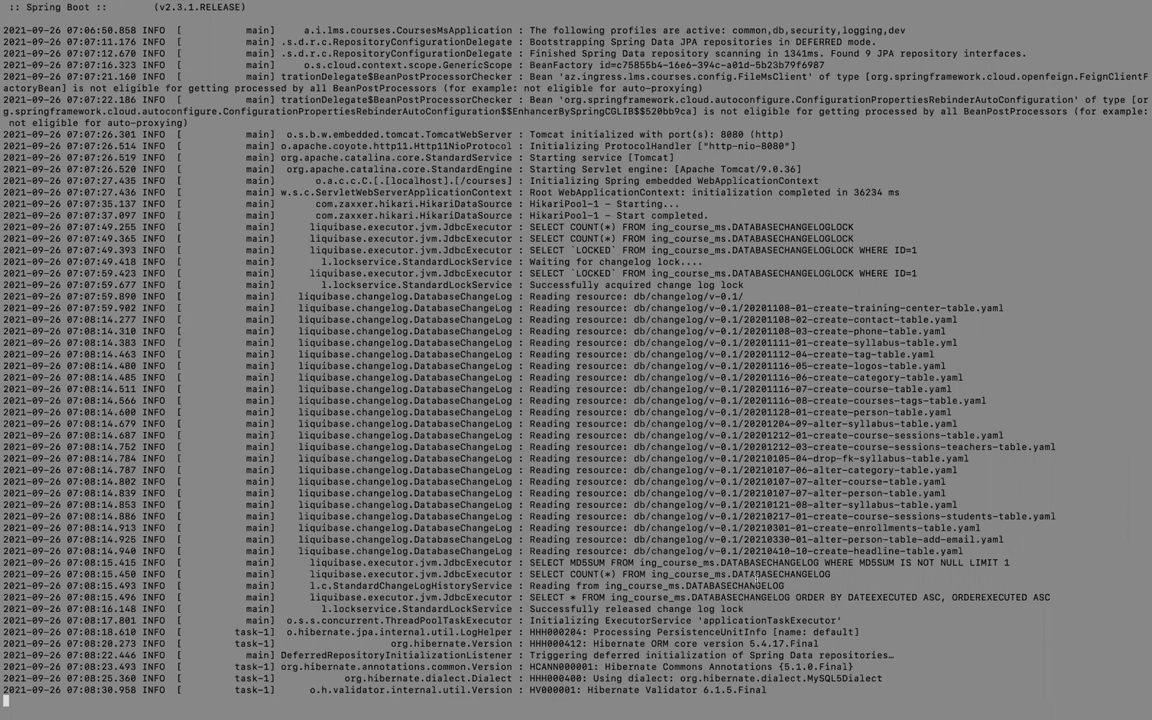 :: Spring Boot ::        (v2.3.1.RELEASE)
2021-09-26 07:06:50.858 INFO  [           main]      a.i.lms.courses.CoursesMsApplication : The following profiles are active: common,db,security,logging,dev
2021-09-26 07:07:11.176 INFO  [           main] .s.d.r.c.RepositoryConfigurationDelegate : Bootstrapping Spring Data JPA repositories in DEFERRED mode.
2021-09-26 07:07:12.670 INFO  [           main] .s.d.r.c.RepositoryConfigurationDelegate : Finished Spring Data repository scanning in 1341ms. Found 9 JPA repository interfaces.
2021-09-26 07:07:16.323 INFO  [           main]      o.s.cloud.context.scope.GenericScope : BeanFactory id=c75855b4-16e6-394c-a01d-5b23b79f6987
2021-09-26 07:07:21.160 INFO  [           main] trationDelegate$BeanPostProcessorChecker : Bean 'az.ingress.lms.courses.config.FileMsClient' of type [org.springframework.cloud.openfeign.FeignClientF
actoryBean] is not eligible for getting processed by all BeanPostProcessors (for example: not eligible for auto-proxying)
2021-09-26 07:07:22.186 INFO  [           main] trationDelegate$BeanPostProcessorChecker : Bean 'org.springframework.cloud.autoconfigure.ConfigurationPropertiesRebinderAutoConfiguration' of type [or
g.springframework.cloud.autoconfigure.ConfigurationPropertiesRebinderAutoConfiguration$$EnhancerBySpringCGLIB$$520bb9ca] is not eligible for getting processed by all BeanPostProcessors (for example:
not eligible for auto-proxying)
2021-09-26 07:07:26.301 INFO  [           main]  o.s.b.w.embedded.tomcat.TomcatWebServer : Tomcat initialized with port(s): 8080 (http)
2021-09-26 07:07:26.514 INFO  [           main] o.apache.coyote.http11.Http11NioProtocol : Initializing ProtocolHandler ["http-nio-8080"]
2021-09-26 07:07:26.519 INFO  [           main] org.apache.catalina.core.StandardService : Starting service [Tomcat]
2021-09-26 07:07:26.520 INFO  [           main]  org.apache.catalina.core.StandardEngine : Starting Servlet engine: [Apache Tomcat/9.0.36]
2021-09-26 07:07:27.435 INFO  [           main]   o.a.c.c.C.[.[localhost].[/courses] : Initializing Spring embedded WebApplicationContext
2021-09-26 07:07:27.436 INFO  [           main] w.s.c.ServletWebServerApplicationContext : Root WebApplicationContext: initialization completed in 36234 ms
2021-09-26 07:07:35.137 INFO  [           main]        com.zaxxer.hikari.HikariDataSource : HikariPool-1 - Starting...
2021-09-26 07:07:37.097 INFO  [           main]        com.zaxxer.hikari.HikariDataSource : HikariPool-1 - Start completed.
2021-09-26 07:07:49.255 INFO  [           main]       liquibase.executor.jvm.JdbcExecutor : SELECT COUNT(*) FROM ing_course_ms.DATABASECHANGELOGLOCK
2021-09-26 07:07:49.365 INFO  [           main]       liquibase.executor.jvm.JdbcExecutor : SELECT COUNT(*) FROM ing_course_ms.DATABASECHANGELOGLOCK
2021-09-26 07:07:49.393 INFO  [           main]       liquibase.executor.jvm.JdbcExecutor : SELECT `LOCKED` FROM ing_course_ms.DATABASECHANGELOGLOCK WHERE ID=1
2021-09-26 07:07:49.418 INFO  [           main]         l.lockservice.StandardLockService : Waiting for changelog lock....
2021-09-26 07:07:59.423 INFO  [           main]       liquibase.executor.jvm.JdbcExecutor : SELECT `LOCKED` FROM ing_course_ms.DATABASECHANGELOGLOCK WHERE ID=1
2021-09-26 07:07:59.677 INFO  [           main]         l.lockservice.StandardLockService : Successfully acquired change log lock
2021-09-26 07:07:59.890 INFO  [           main]     liquibase.changelog.DatabaseChangeLog : Reading resource: db/changelog/v-0.1/
2021-09-26 07:07:59.902 INFO  [           main]     liquibase.changelog.DatabaseChangeLog : Reading resource: db/changelog/v-0.1/20201108-01-create-training-center-table.yaml
2021-09-26 07:08:14.277 INFO  [           main]     liquibase.changelog.DatabaseChangeLog : Reading resource: db/changelog/v-0.1/20201108-02-create-contact-table.yaml
2021-09-26 07:08:14.310 INFO  [           main]     liquibase.changelog.DatabaseChangeLog : Reading resource: db/changelog/v-0.1/20201108-03-create-phone-table.yaml
2021-09-26 07:08:14.383 INFO  [           main]     liquibase.changelog.DatabaseChangeLog : Reading resource: db/changelog/v-0.1/20201111-01-create-syllabus-table.yml
2021-09-26 07:08:14.463 INFO  [           main]     liquibase.changelog.DatabaseChangeLog : Reading resource: db/changelog/v-0.1/20201112-04-create-tag-table.yaml
2021-09-26 07:08:14.480 INFO  [           main]     liquibase.changelog.DatabaseChangeLog : Reading resource: db/changelog/v-0.1/20201116-05-create-logos-table.yaml
2021-09-26 07:08:14.485 INFO  [           main]     liquibase.changelog.DatabaseChangeLog : Reading resource: db/changelog/v-0.1/20201116-06-create-category-table.yaml
2021-09-26 07:08:14.511 INFO  [           main]     liquibase.changelog.DatabaseChangeLog : Reading resource: db/changelog/v-0.1/20201116-07-create-course-table.yaml
2021-09-26 07:08:14.566 INFO  [           main]     liquibase.changelog.DatabaseChangeLog : Reading resource: db/changelog/v-0.1/20201116-08-create-courses-tags-table.yaml
2021-09-26 07:08:14.600 INFO  [           main]     liquibase.changelog.DatabaseChangeLog : Reading resource: db/changelog/v-0.1/20201128-01-create-person-table.yaml
2021-09-26 07:08:14.679 INFO  [           main]     liquibase.changelog.DatabaseChangeLog : Reading resource: db/changelog/v-0.1/20201204-09-alter-syllabus-table.yaml
2021-09-26 07:08:14.687 INFO  [           main]     liquibase.changelog.DatabaseChangeLog : Reading resource: db/changelog/v-0.1/20201212-01-create-course-sessions-table.yaml
2021-09-26 07:08:14.752 INFO  [           main]     liquibase.changelog.DatabaseChangeLog : Reading resource: db/changelog/v-0.1/20201212-03-create-course-sessions-teachers-table.yaml
2021-09-26 07:08:14.784 INFO  [           main]     liquibase.changelog.DatabaseChangeLog : Reading resource: db/changelog/v-0.1/20210105-04-drop-fk-syllabus-table.yaml
2021-09-26 07:08:14.787 INFO  [           main]     liquibase.changelog.DatabaseChangeLog : Reading resource: db/changelog/v-0.1/20210107-06-alter-category-table.yaml
2021-09-26 07:08:14.802 INFO  [           main]     liquibase.changelog.DatabaseChangeLog : Reading resource: db/changelog/v-0.1/20210107-07-alter-course-table.yaml
2021-09-26 07:08:14.839 INFO  [           main]     liquibase.changelog.DatabaseChangeLog : Reading resource: db/changelog/v-0.1/20210107-07-alter-person-table.yaml
2021-09-26 07:08:14.853 INFO  [           main]     liquibase.changelog.DatabaseChangeLog : Reading resource: db/changelog/v-0.1/20210121-08-alter-syllabus-table.yaml
2021-09-26 07:08:14.886 INFO  [           main]     liquibase.changelog.DatabaseChangeLog : Reading resource: db/changelog/v-0.1/20210217-01-create-course-sessions-students-table.yaml
2021-09-26 07:08:14.913 INFO  [           main]     liquibase.changelog.DatabaseChangeLog : Reading resource: db/changelog/v-0.1/20210301-01-create-enrollments-table.yaml
2021-09-26 07:08:14.925 INFO  [           main]     liquibase.changelog.DatabaseChangeLog : Reading resource: db/changelog/v-0.1/20210330-01-alter-person-table-add-email.yaml
2021-09-26 07:08:14.940 INFO  [           main]     liquibase.changelog.DatabaseChangeLog : Reading resource: db/changelog/v-0.1/20210410-10-create-headline-table.yaml
2021-09-26 07:08:15.415 INFO  [           main]       liquibase.executor.jvm.JdbcExecutor : SELECT MD5SUM FROM ing_course_ms.DATABASECHANGELOG WHERE MD5SUM IS NOT NULL LIMIT 1
2021-09-26 07:08:15.450 INFO  [           main]       liquibase.executor.jvm.JdbcExecutor : SELECT COUNT(*) FROM ing_course_ms.DATABASECHANGELOG
2021-09-26 07:08:15.493 INFO  [           main]       l.c.StandardChangeLogHistoryService : Reading from ing_course_ms.DATABASECHANGELOG
2021-09-26 07:08:15.496 INFO  [           main]       liquibase.executor.jvm.JdbcExecutor : SELECT * FROM ing_course_ms.DATABASECHANGELOG ORDER BY DATEEXECUTED ASC, ORDEREXECUTED ASC
2021-09-26 07:08:16.148 INFO  [           main]         l.lockservice.StandardLockService : Successfully released change log lock
2021-09-26 07:08:17.801 INFO  [           main]   o.s.s.concurrent.ThreadPoolTaskExecutor : Initializing ExecutorService 'applicationTaskExecutor'
2021-09-26 07:08:18.610 INFO  [         task-1]   o.hibernate.jpa.internal.util.LogHelper : HHH000204: Processing PersistenceUnitInfo [name: default]
2021-09-26 07:08:20.273 INFO  [         task-1]                     org.hibernate.Version : HHH000412: Hibernate ORM core version 5.4.17.Final
2021-09-26 07:08:22.446 INFO  [           main] DeferredRepositoryInitializationListener : Triggering deferred initialization of Spring Data repositories…
2021-09-26 07:08:23.493 INFO  [         task-1] org.hibernate.annotations.common.Version : HCANN000001: Hibernate Commons Annotations {5.1.0.Final}
2021-09-26 07:08:25.360 INFO  [         task-1]             org.hibernate.dialect.Dialect : HHH000400: Using dialect: org.hibernate.dialect.MySQL5Dialect
2021-09-26 07:08:30.958 INFO  [         task-1]     o.h.validator.internal.util.Version : HV000001: Hibernate Validator 6.1.5.Final